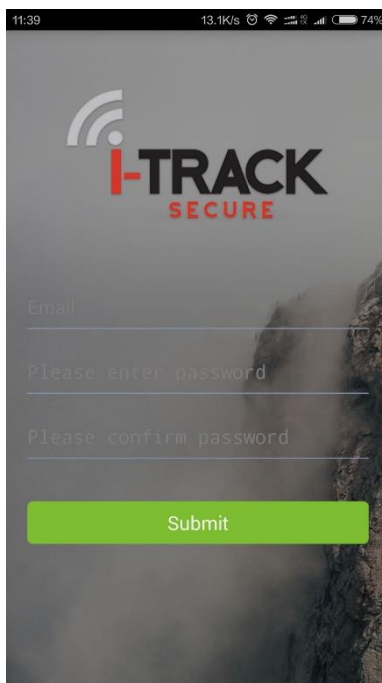 11:39 13.1K/s 74%
i-TRACK
SECURE
Email
Please enter password
Please confirm password
Submit